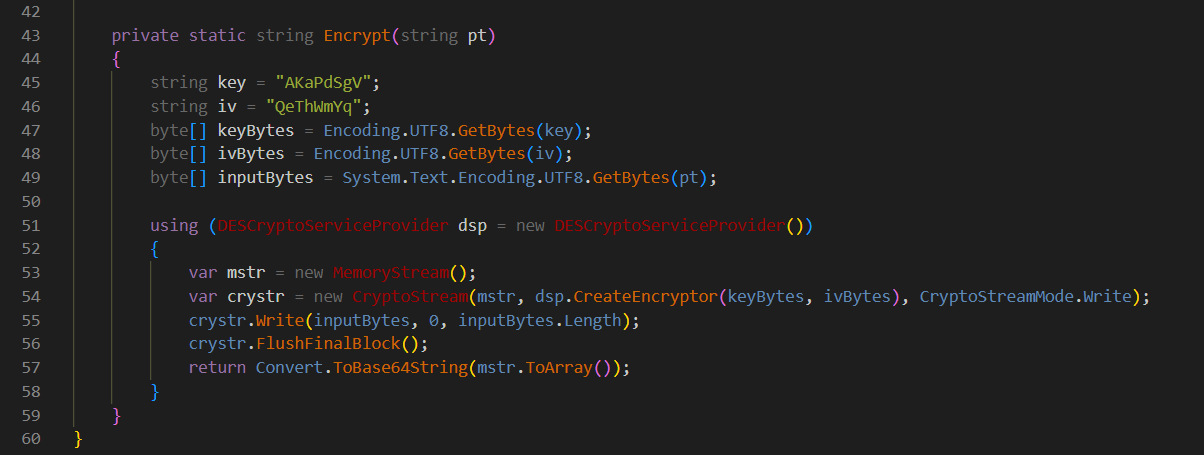 42
43 private static string Encrypt(string pt)
44 {
45 string key = "AKaPdSgV";
46 string iv = "QeThWmYq";
47 byte[] keyBytes = Encoding.UTF8.GetBytes(key);
48 byte[] ivBytes = Encoding.UTF8.GetBytes(iv);
49 byte[] inputBytes = System.Text.Encoding.UTF8.GetBytes(pt);
50
51 using (DESCryptoServiceProvider dsp = new DESCryptoServiceProvider())
52 {
53 var mstr = new MemoryStream();
54 var crystr = new CryptoStream(mstr, dsp.CreateEncryptor(keyBytes, ivBytes), CryptoStreamMode.Write);
55 crystr.Write(inputBytes, 0, inputBytes.Length);
56 crystr.FlushFinalBlock();
57 return Convert.ToBase64String(mstr.ToArray());
58 }
59 }
60 }